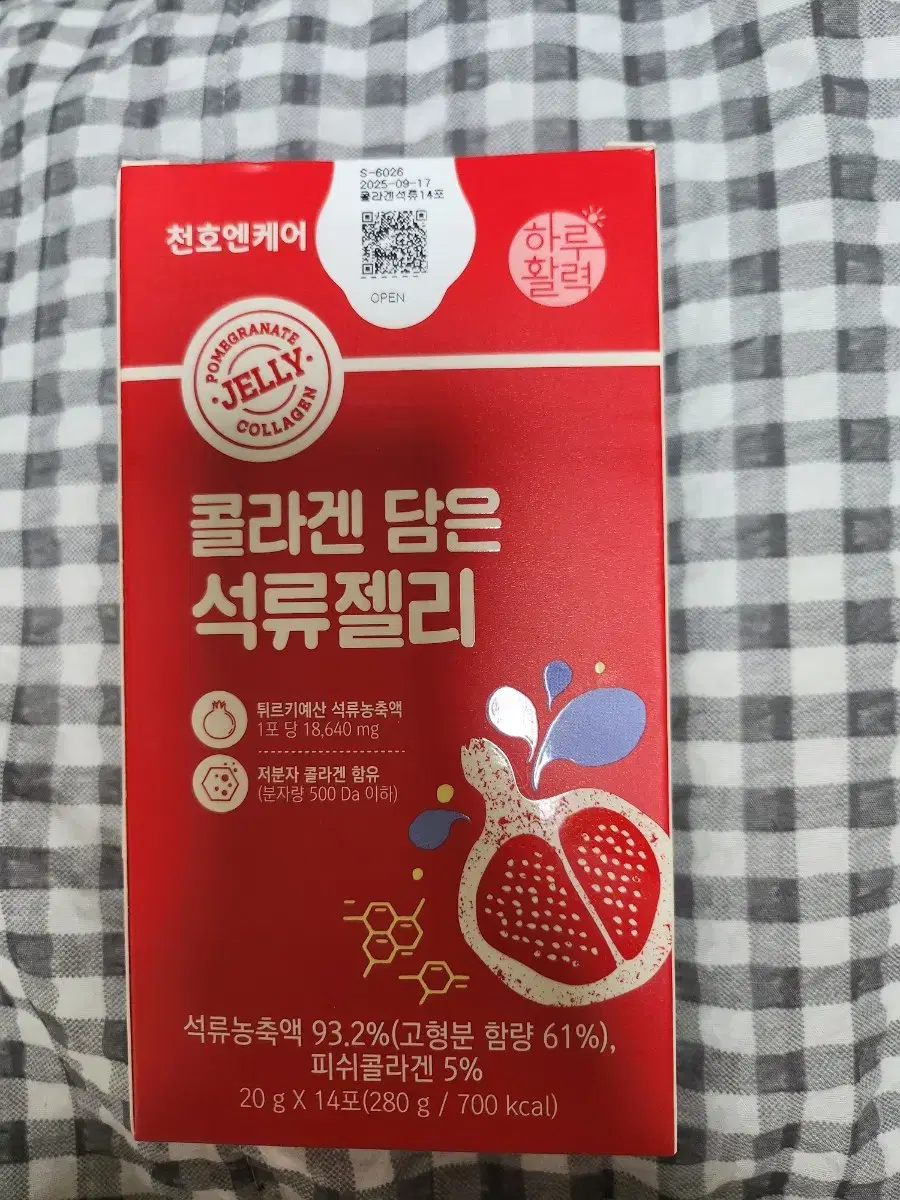 S-6026
2025-09-17
콜라겐석류14포
천호엔케어
하루
활력
OPEN
POMEGRANATE
JELLY
COLLAGEN
콜라겐 담은
석류젤리
튀르키예산 석류농축액
1포 당 18,640 mg
저분자 콜라겐 함유
(분자량 500 Da 이하)
석류농축액 93.2%(고형분 함량 61%),
피쉬콜라겐 5%
20 g X 14포(280 g / 700 kcal)